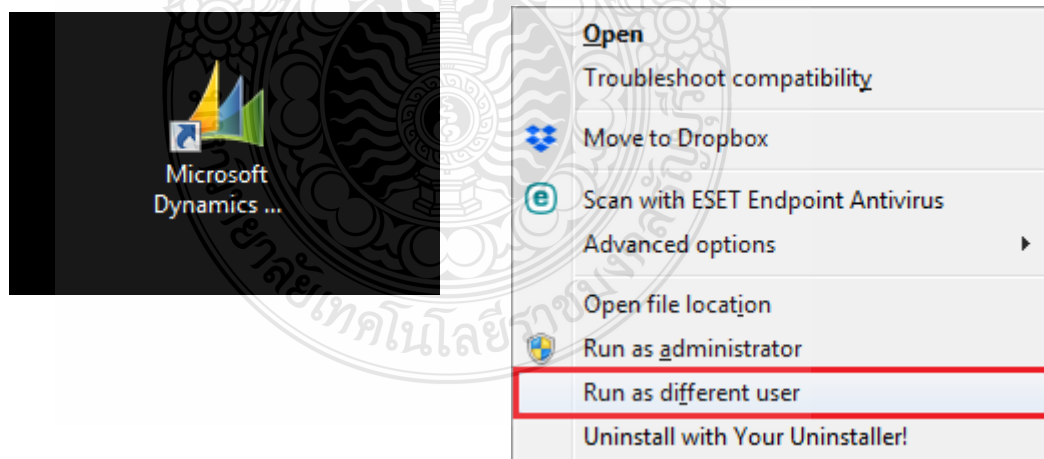 Microsoft
Dynamics ...
Open
Troubleshoot compatibility
Move to Dropbox
Scan with ESET Endpoint Antivirus
Advanced options
Open file location
Run as administrator
Run as different user
Uninstall with Your Uninstaller!